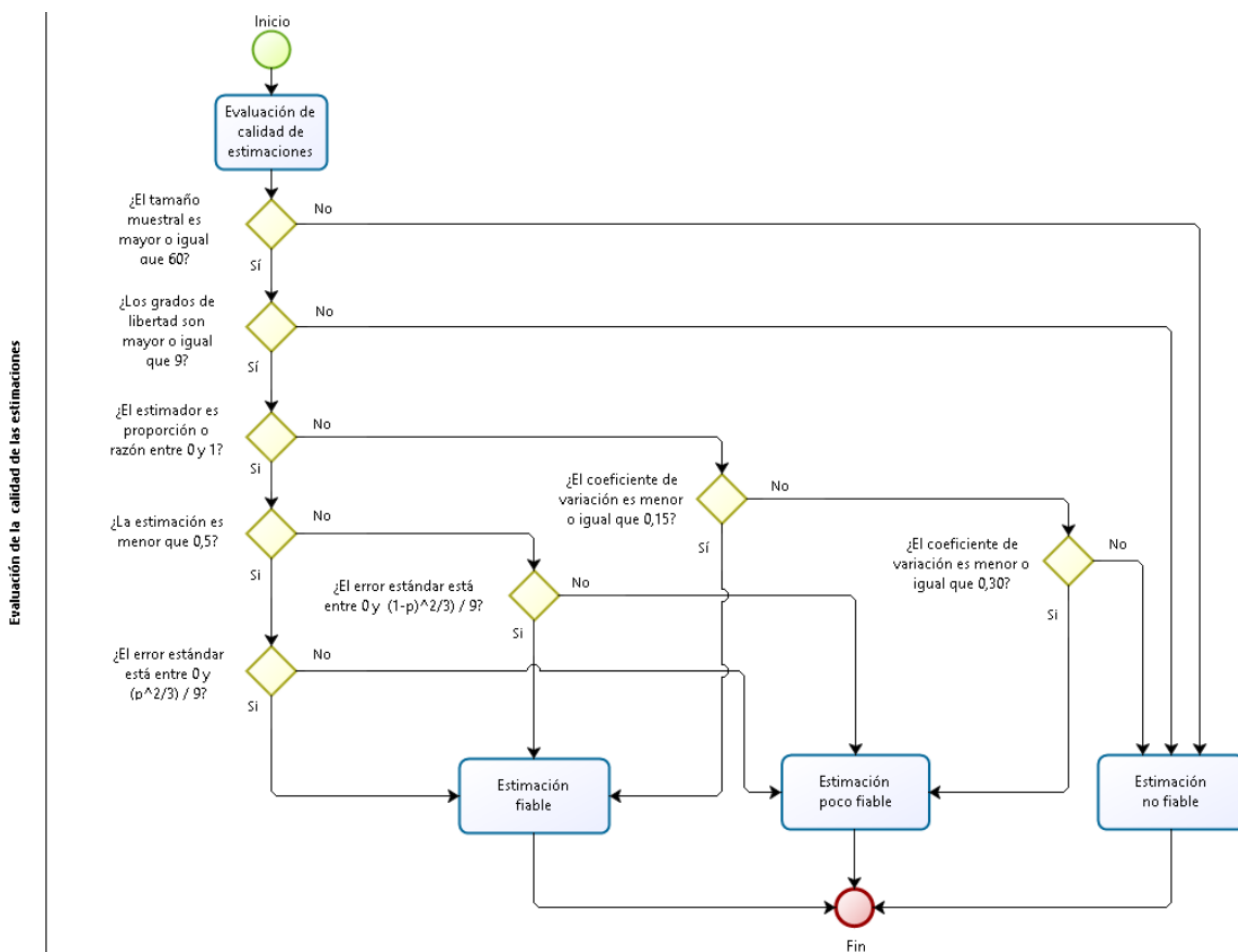 Evaluación de la calidad de las estimaciones
Inicio
Evaluación de
calidad de
estimaciones
¿El tamaño
muestral es
mayor o igual
que 60?
No
Sí
¿Los grados de
libertad son
mayor o igual
que 9?
No
Sí
¿El estimador es
proporción o
razón entre 0 y 1?
No
Si
¿El coeficiente de
variación es menor
o igual que 0,15?
No
Sí
¿La estimación es
menor que 0,5?
No
Si
¿El coeficiente de
variación es menor o
igual que 0,30?
No
Si
¿El error estándar está
entre 0 y (1-p)^2/3) / 9?
No
Si
¿El error estándar
está entre 0 y
(p^2/3) / 9?
No
Si
Estimación
fiable
Estimación
poco fiable
Estimación
no fiable
Fin